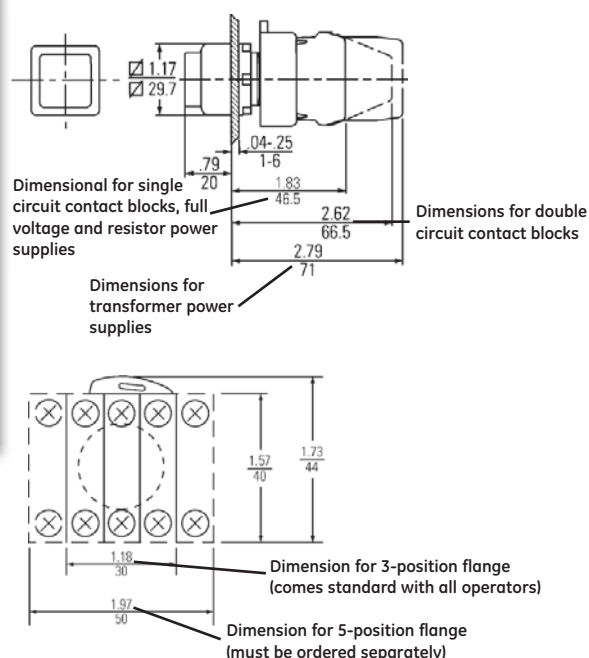 ⍁ 1.17
⍁ 29.7
.04-.25
1-6
.79
20
1.83
46.5
Dimensional for single
circuit contact blocks, full
voltage and resistor power
supplies
2.62
66.5
Dimensions for double
circuit contact blocks
2.79
71
Dimensions for
transformer power
supplies
1.57
40
1.73
44
1.18
30
Dimension for 3-position flange
(comes standard with all operators)
1.97
50
Dimension for 5-position flange
(must be ordered separately)